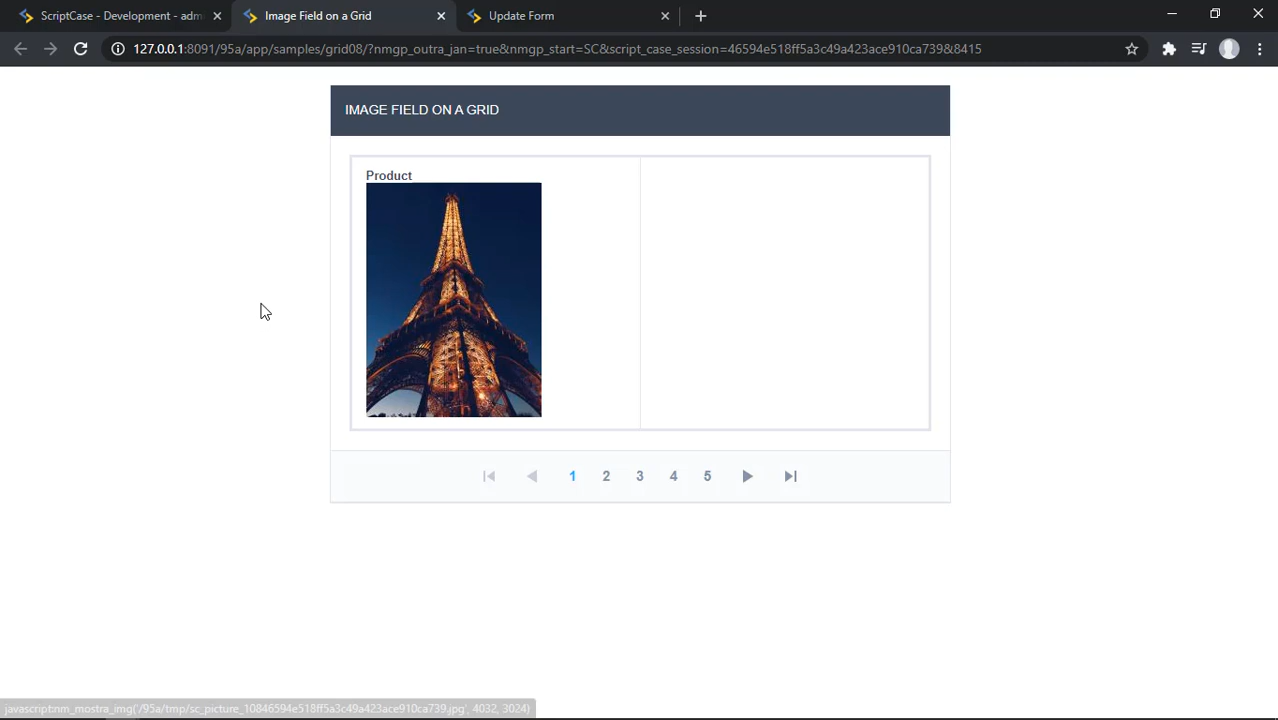 ScriptCase - Development - adm
Image Field on a Grid
Update Form
127.0.0.1:8091/95a/app/samples/grid08/?nmgp_outra_jan=true&nmgp_start=SC&script_case_session=46594e518ff5a3c49a423ace910ca739&8415
IMAGE FIELD ON A GRID
Product
1 2 3 4 5
javascript:nm_mostra_img('/95a/tmp/sc_picture_10846594e518ff5a3c49a423ace910ca739.jpg', 4032, 3024)